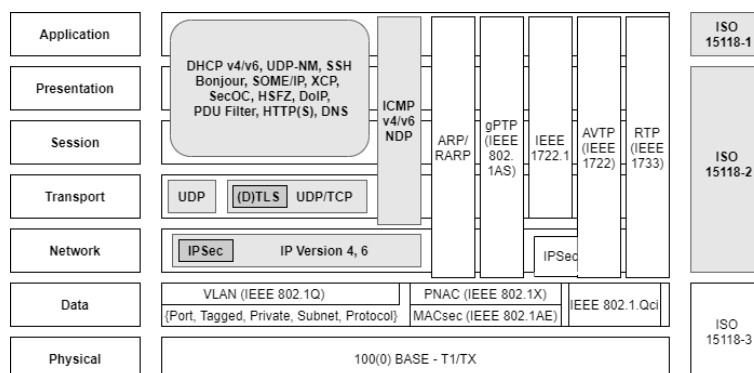 Application
Presentation
Session
Transport
Network
Data
Physical
DHCP v4/v6, UDP-NM, SSH
Bonjour, SOME/IP, XCP,
SecOC, HSFZ, DoIP,
PDU Filter, HTTP(S), DNS
ICMP
v4/v6
NDP
ARP/
RARP
gPTP
(IEEE
802.
1AS)
IEEE
1722.1
AVTP
(IEEE
1722)
RTP
(IEEE
1733)
UDP
(D)TLS
UDP/TCP
IPSec
IP Version 4, 6
IPSec
VLAN (IEEE 802.1Q)
{Port, Tagged, Private, Subnet, Protocol}
PNAC (IEEE 802.1X)
MACsec (IEEE 802.1AE)
IEEE 802.1.Qci
100(0) BASE - T1/TX
ISO
15118-1
ISO
15118-2
ISO
15118-3